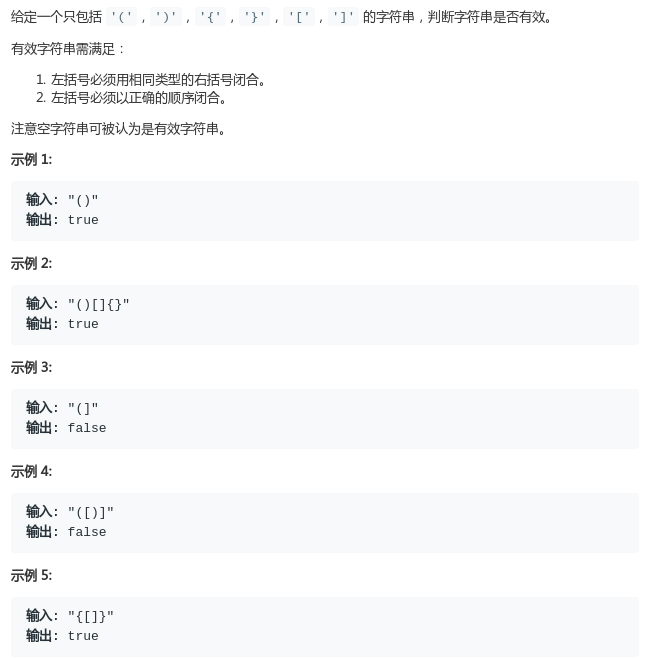 给定一个只包括 '(' , ')' , '{' , '}' , '[' , ']' 的字符串，判断字符串是否有效。
有效字符串需满足：
1. 左括号必须用相同类型的右括号闭合。
2. 左括号必须以正确的顺序闭合。
注意空字符串可被认为是有效字符串。
示例 1:
输入: "()"
输出: true
示例 2:
输入: "()[]{}"
输出: true
示例 3:
输入: "(]"
输出: false
示例 4:
输入: "([)]"
输出: false
示例 5:
输入: "{[]}"
输出: true